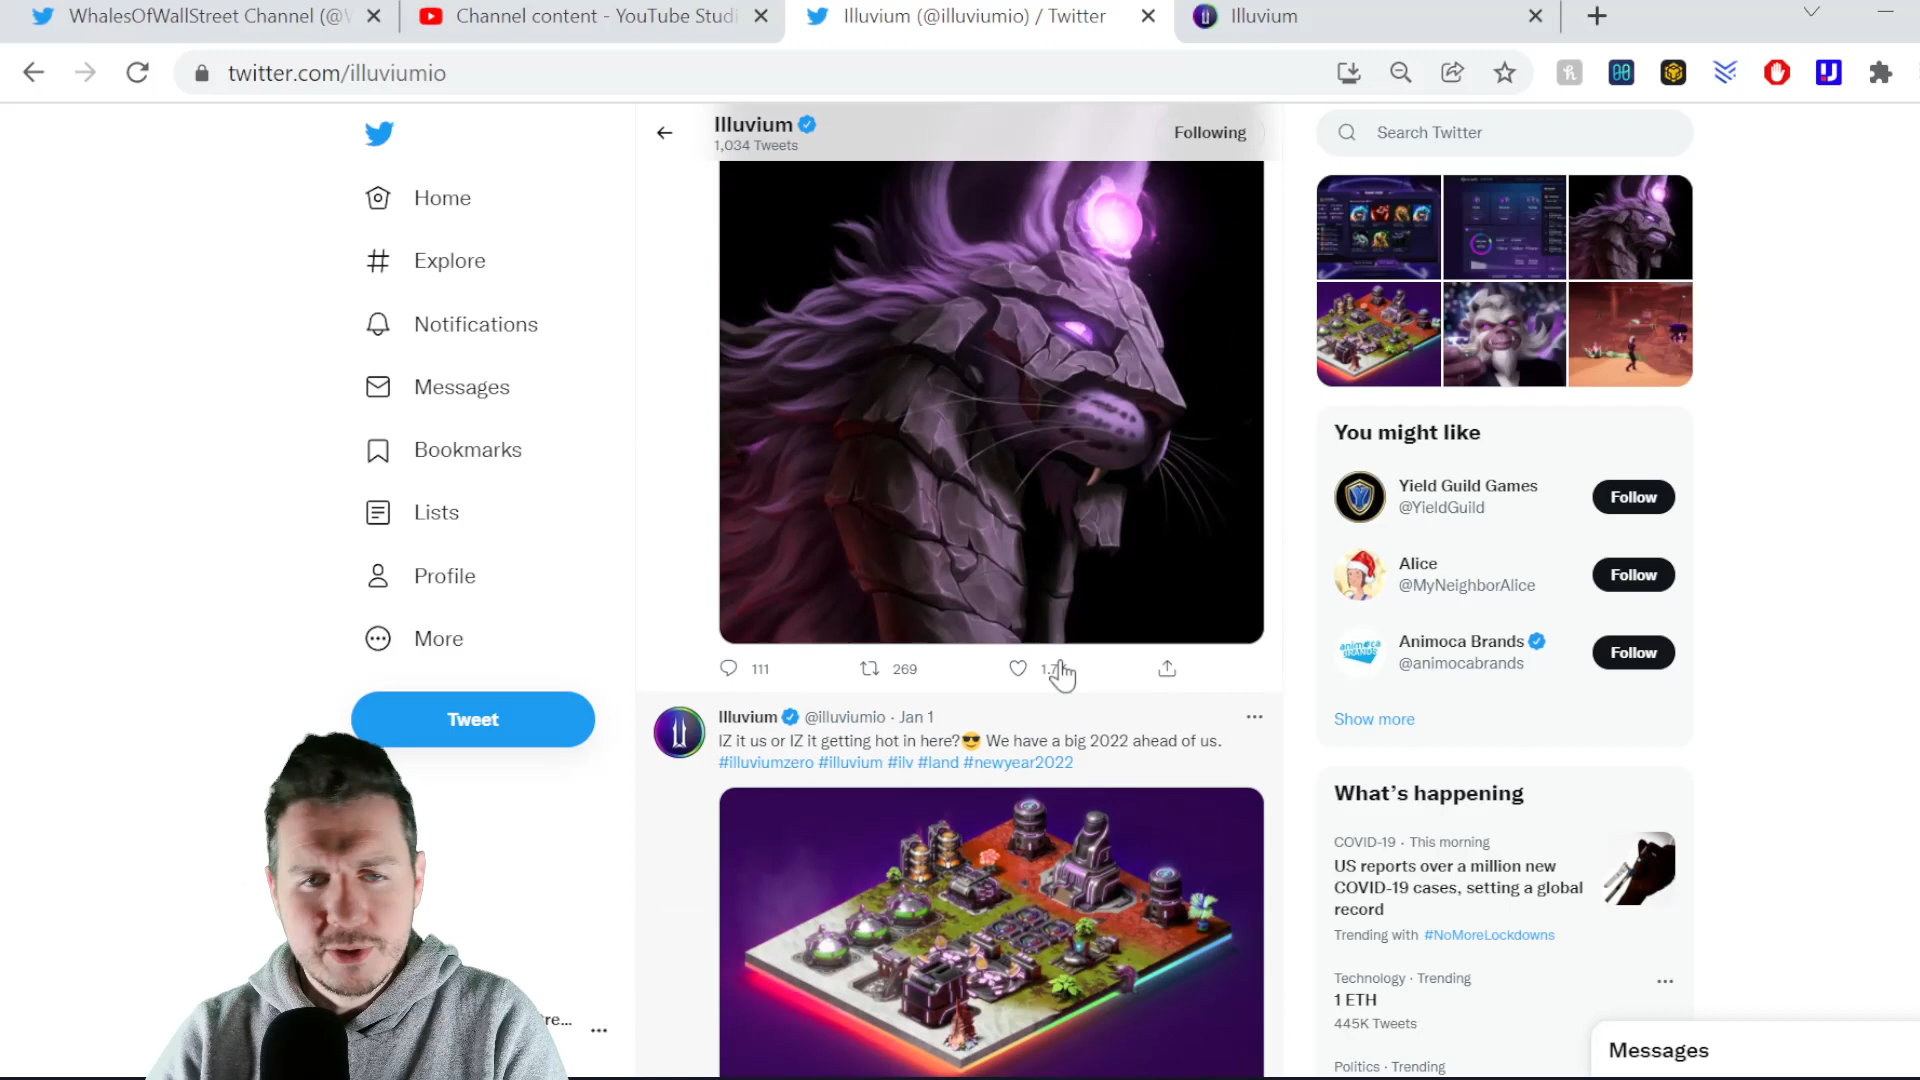 WhalesOfWallStreet Channel (@
Channel content - YouTube Studi
Illuvium (@illuviumio) / Twitter
Illuvium
twitter.com/illuviumio
Home
Explore
Notifications
Messages
Bookmarks
Lists
Profile
More
Tweet
re...
Illuvium
1,034 Tweets
Following
111
269
Illuvium @illuviumio · Jan 1
IZ it us or IZ it getting hot in here?😎 We have a big 2022 ahead of us.
#illuviumzero #illuvium #ilv #land #newyear2022
Search Twitter
You might like
Yield Guild Games
@YieldGuild
Follow
Alice
@MyNeighborAlice
Follow
Animoca Brands
@animocabrands
Follow
Show more
What's happening
COVID-19 · This morning
US reports over a million new
COVID-19 cases, setting a global
record
Trending with #NoMoreLockdowns
Technology · Trending
1 ETH
445K Tweets
Politics · Trending
Messages